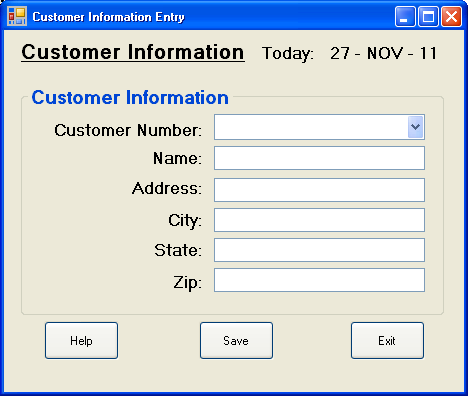 Customer Information Entry
Customer Information Today: 27 - NOV - 11
Customer Information
Customer Number:
Name:
Address:
City:
State:
Zip:
Help Save Exit